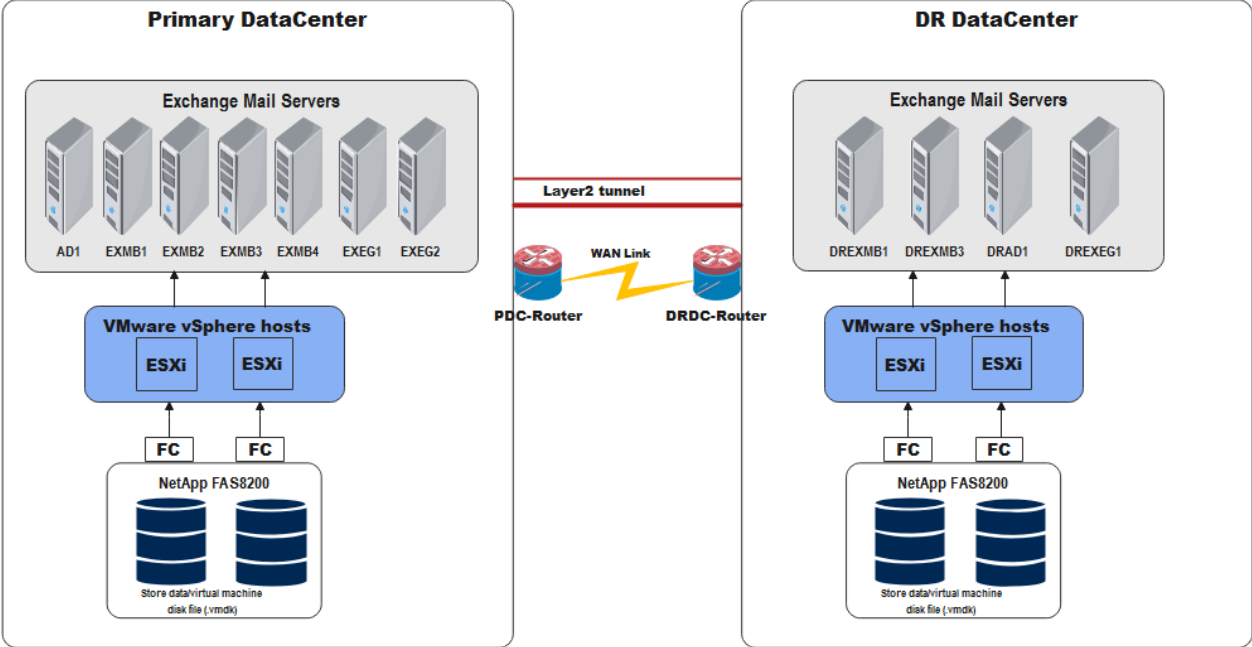 Primary DataCenter
Exchange Mail Servers
AD1
EXMB1
EXMB2
EXMB3
EXMB4
EXEG1
EXEG2
VMware vSphere hosts
ESXi
ESXi
FC
FC
NetApp FAS8200
Store data/virtual machine
disk file (.vmdk)
Layer2 tunnel
WAN Link
PDC-Router
DRDC-Router
DR DataCenter
Exchange Mail Servers
DREXMB1
DREXMB3
DRAD1
DREXEG1
VMware vSphere hosts
ESXi
ESXi
FC
FC
NetApp FAS8200
Store data/virtual machine
disk file (.vmdk)